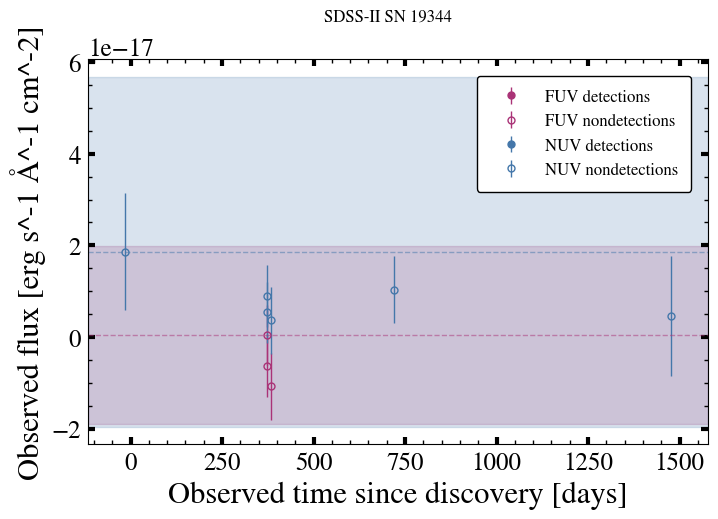 SDSS-II SN 19344
1e−17
6
4
2
0
−2
Observed flux [erg s^-1 Å^-1 cm^-2]
FUV detections
FUV nondetections
NUV detections
NUV nondetections
0 250 500 750 1000 1250 1500
Observed time since discovery [days]